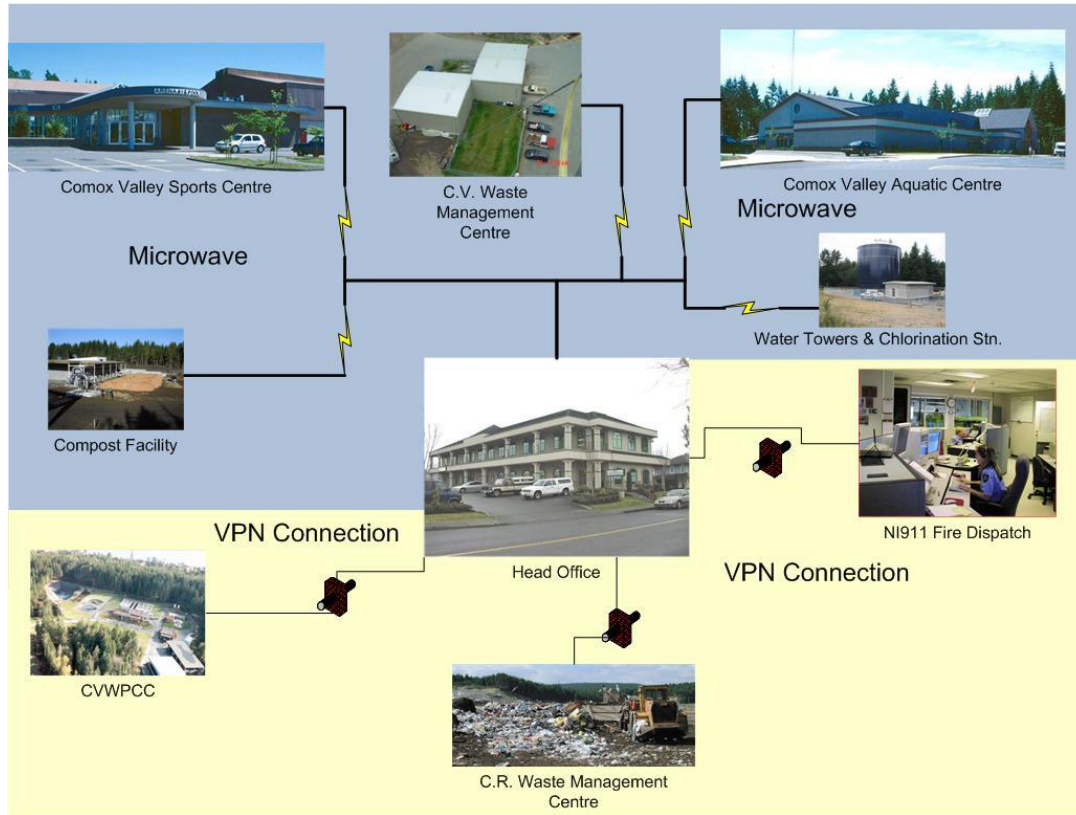 Comox Valley Sports Centre
C.V. Waste
Management
Centre
Comox Valley Aquatic Centre
Microwave
Microwave
Water Towers & Chlorination Stn.
Compost Facility
NI911 Fire Dispatch
VPN Connection
Head Office
VPN Connection
CVWPCC
C.R. Waste Management
Centre